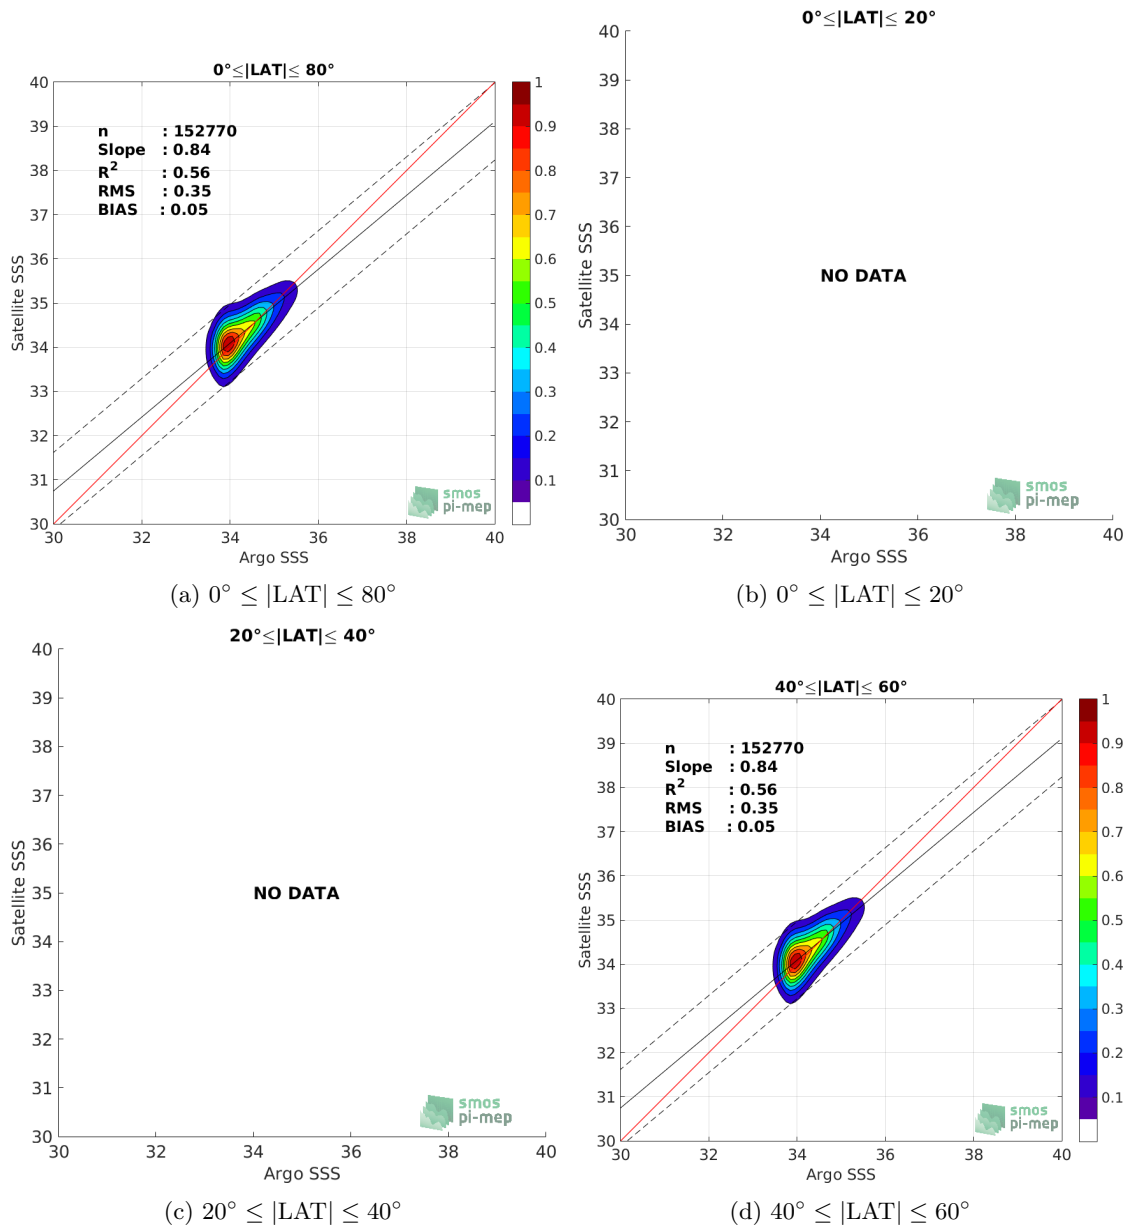 0°≤|LAT|≤ 80°
40
39
38
37
36
35
34
33
32
31
30
Satellite SSS
n : 152770
Slope : 0.84
R² : 0.56
RMS : 0.35
BIAS : 0.05
smos
pi-mep
30 32 34 36 38 40
Argo SSS
1
0.9
0.8
0.7
0.6
0.5
0.4
0.3
0.2
0.1
(a) 0° ≤ |LAT| ≤ 80°
0°≤|LAT|≤ 20°
40
39
38
37
36
35
34
33
32
31
30
Satellite SSS
NO DATA
smos
pi-mep
30 32 34 36 38 40
Argo SSS
(b) 0° ≤ |LAT| ≤ 20°
20°≤|LAT|≤ 40°
40
39
38
37
36
35
34
33
32
31
30
Satellite SSS
NO DATA
smos
pi-mep
30 32 34 36 38 40
Argo SSS
(c) 20° ≤ |LAT| ≤ 40°
40°≤|LAT|≤ 60°
40
39
38
37
36
35
34
33
32
31
30
Satellite SSS
n : 152770
Slope : 0.84
R² : 0.56
RMS : 0.35
BIAS : 0.05
smos
pi-mep
30 32 34 36 38 40
Argo SSS
1
0.9
0.8
0.7
0.6
0.5
0.4
0.3
0.2
0.1
(d) 40° ≤ |LAT| ≤ 60°